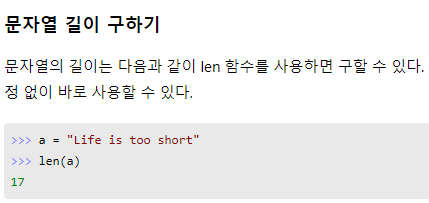 문자열 길이 구하기
문자열의 길이는 다음과 같이 len 함수를 사용하면 구할 수 있다.
정 없이 바로 사용할 수 있다.
>>> a = "Life is too short"
>>> len(a)
17